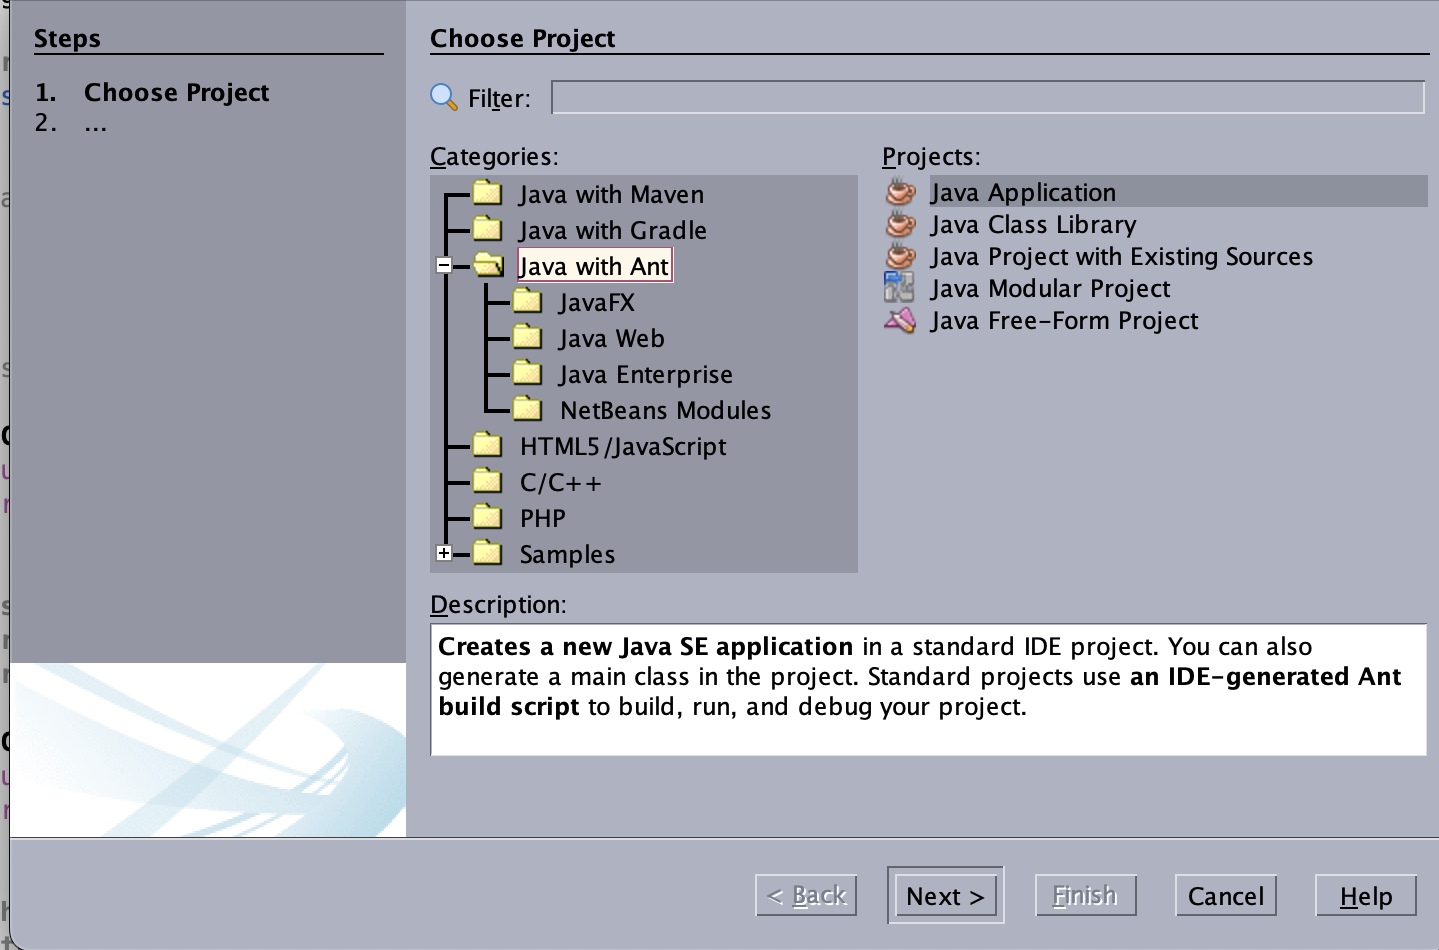 Steps
1. Choose Project
2. ...
Choose Project
Filter:
Categories:
Java with Maven
Java with Gradle
Java with Ant
JavaFX
Java Web
Java Enterprise
NetBeans Modules
HTML5/JavaScript
C/C++
PHP
Samples
Projects:
Java Application
Java Class Library
Java Project with Existing Sources
Java Modular Project
Java Free-Form Project
Description:
Creates a new Java SE application in a standard IDE project. You can also
generate a main class in the project. Standard projects use an IDE-generated Ant
build script to build, run, and debug your project.
< Back
Next >
Finish
Cancel
Help